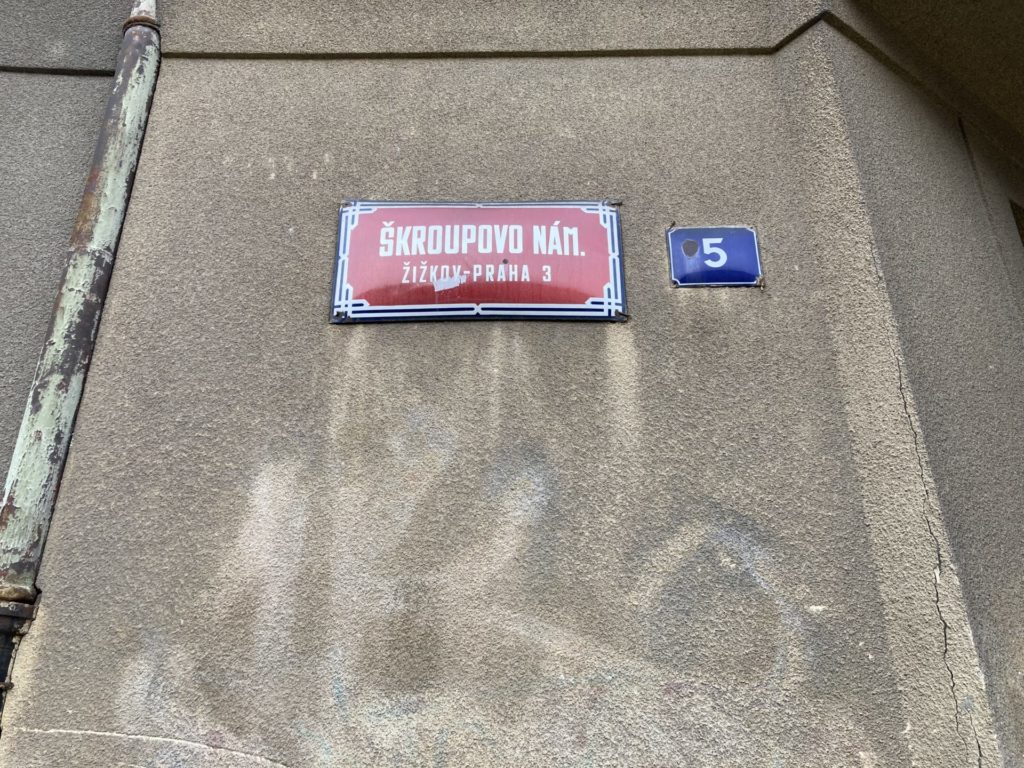 ŠKROUPOVO NÁM.
ŽIŽKOV-PRAHA 3
5